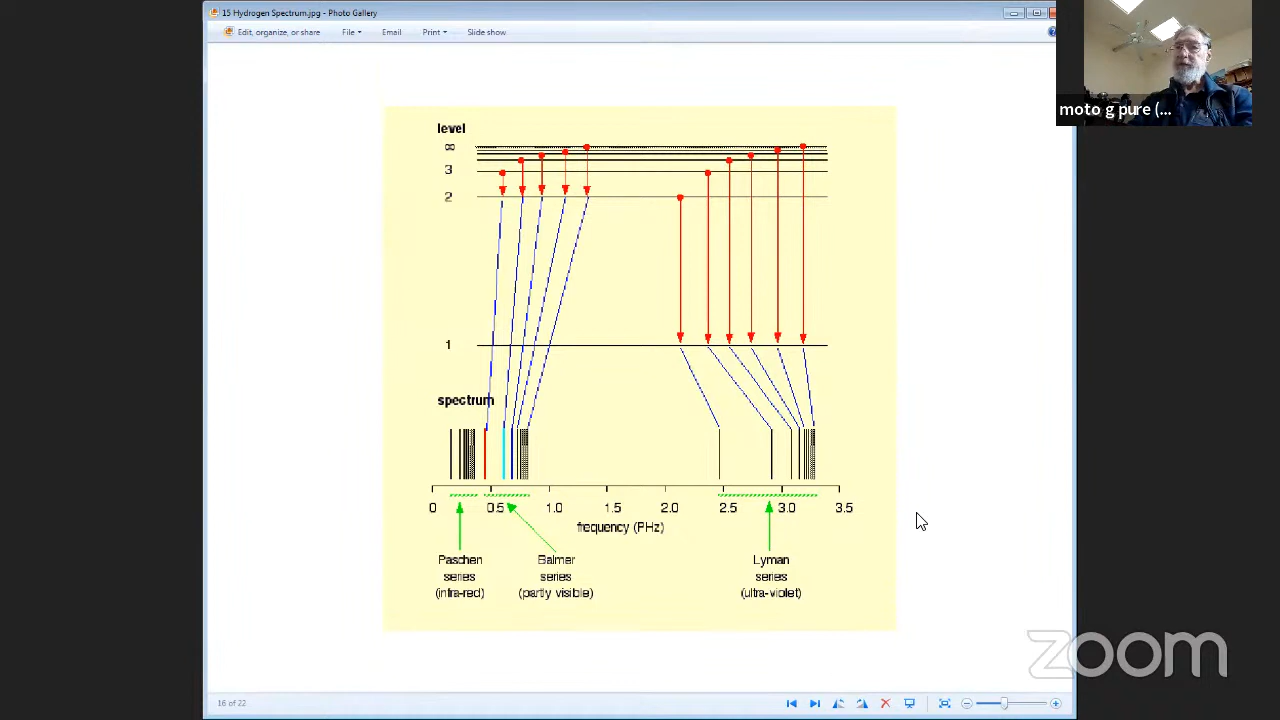 15 Hydrogen Spectrum.jpg - Photo Gallery
Edit, organize, or share File Email Print Slide show
moto g pure (...
level
∞
3
2
1
spectrum
0 0.5 1.0 1.5 2.0 2.5 3.0 3.5
frequency (PHz)
Paschen Balmer Lyman
series series series
(infra-red) (partly visible) (ultra-violet)
zoom
16 of 22